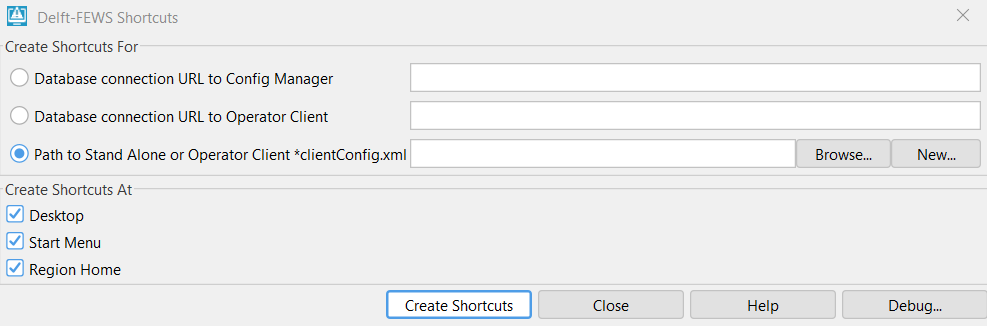 Delft-FEWS Shortcuts
Create Shortcuts For
Database connection URL to Config Manager
Database connection URL to Operator Client
Path to Stand Alone or Operator Client *clientConfig.xml Browse... New...
Create Shortcuts At
Desktop
Start Menu
Region Home
Create Shortcuts Close Help Debug...